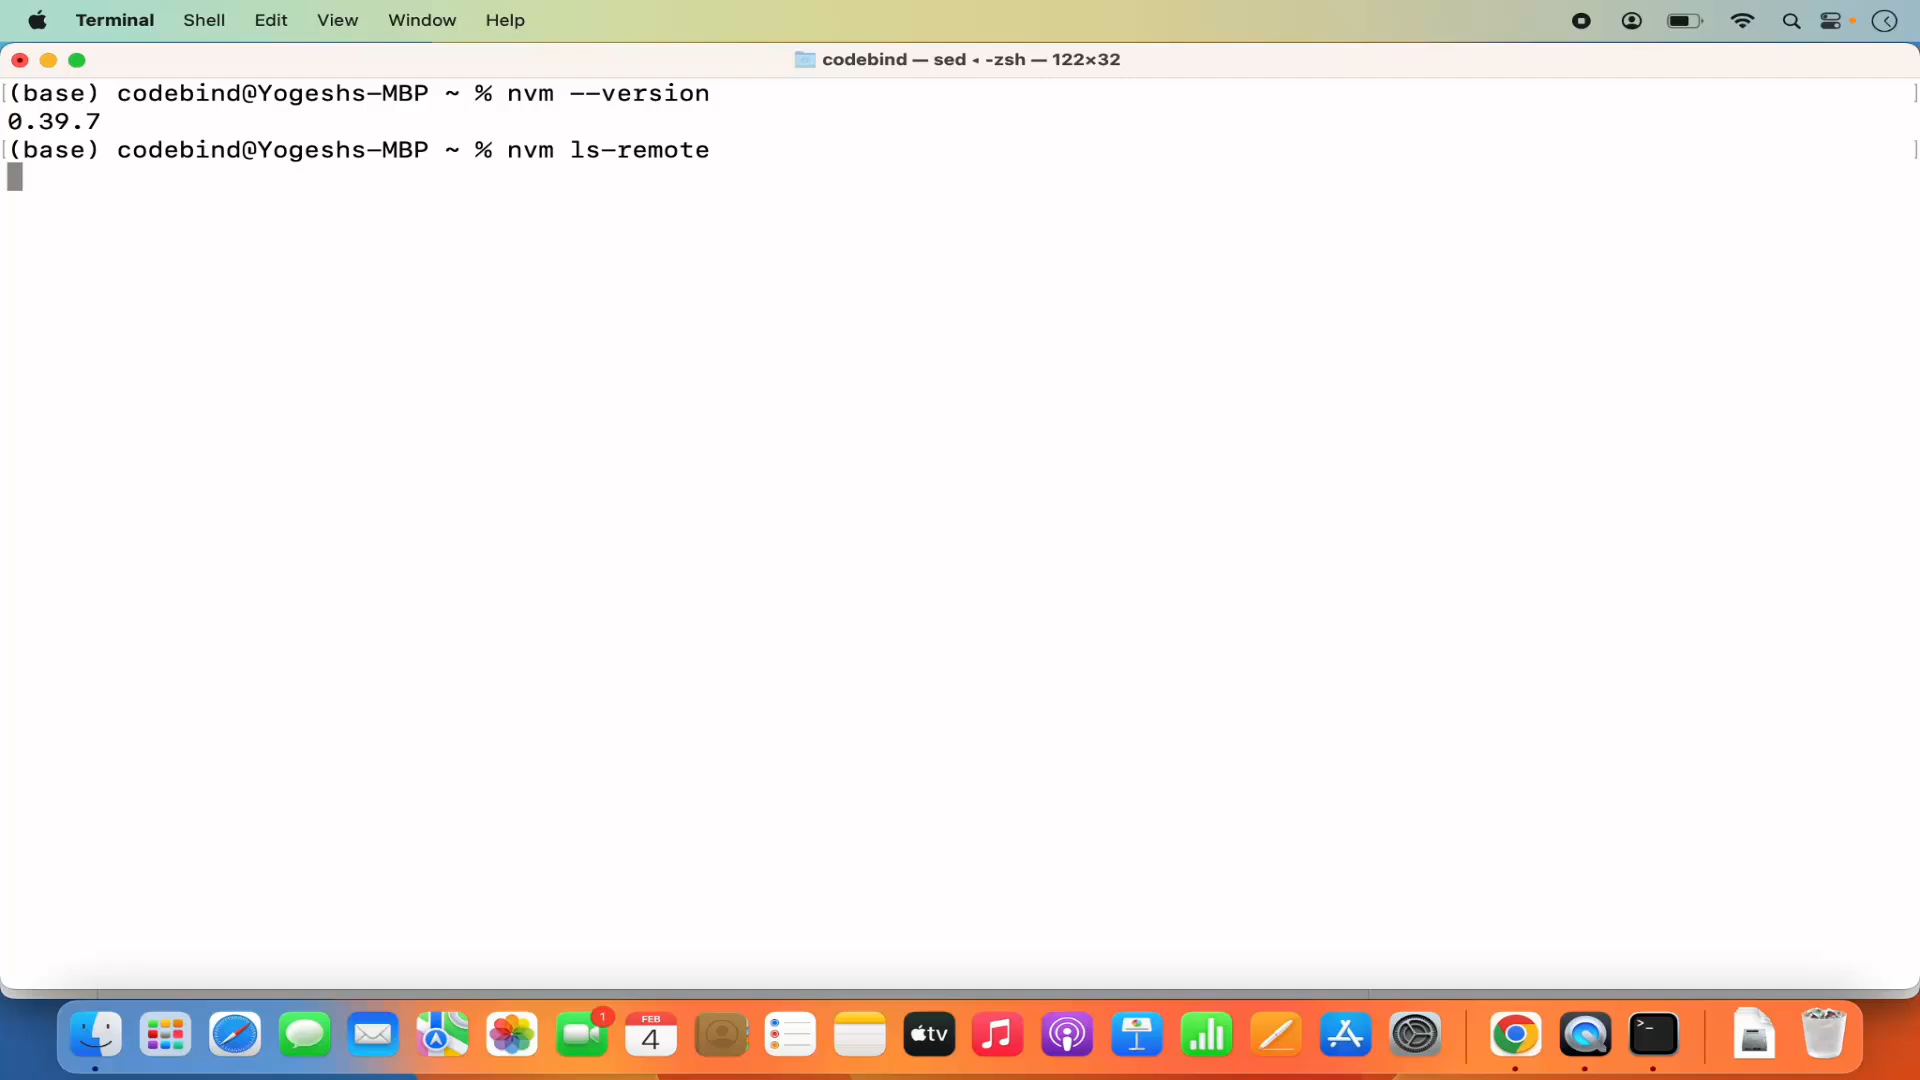 Terminal Shell Edit View Window Help
codebind — sed ◂ -zsh — 122×32
(base) codebind@Yogeshs-MBP ~ % nvm --version
0.39.7
(base) codebind@Yogeshs-MBP ~ % nvm ls-remote
1
FEB
4
tv
>_